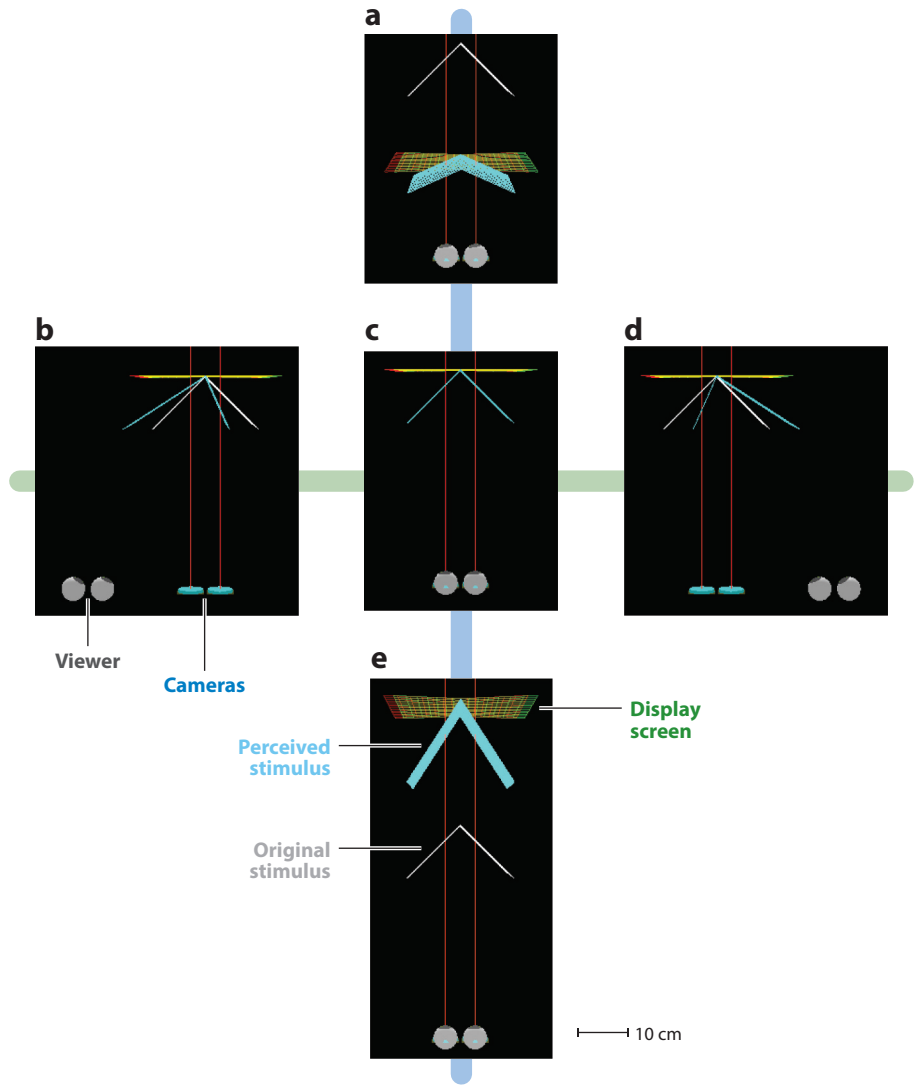 a
b
c
d
Viewer
Cameras
e
Display
screen
Perceived
stimulus
Original
stimulus
10 cm